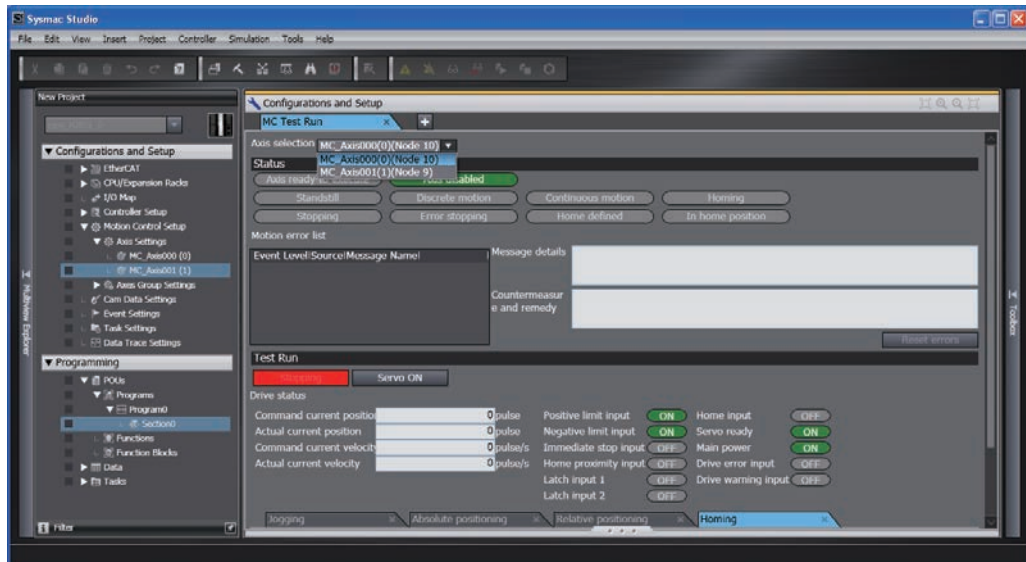 Sysmac Studio
File Edit View Insert Project Controller Simulation Tools Help
New Project
Configurations and Setup
EtherCAT
CPU/Expansion Racks
I/O Map
Controller Setup
Motion Control Setup
Axis Settings
MC_Axis000 (0)
MC_Axis001 (1)
Axes Group Settings
Cam Data Settings
Event Settings
Task Settings
Data Trace Settings
Programming
POUs
Programs
Program0
Section0
Functions
Function Blocks
Data
Tasks
Filter
Multiview Explorer
Configurations and Setup
MC Test Run
Axis selection MC_Axis000(0)(Node 10)
MC_Axis000(0)(Node 10)
MC_Axis001(1)(Node 9)
Status
Axis ready-to-execute Axis disabled
Standstill Discrete motion Continuous motion Homing
Stopping Error stopping Home defined In home position
Motion error list
Event Level|Source|Message Name|
Message details
Countermeasur
e and remedy
Reset errors
Test Run
Stopping Servo ON
Drive status
Command current position 0 pulse Positive limit input ON Home input OFF
Actual current position 0 pulse Negative limit input ON Servo ready ON
Command current velocity 0 pulse/s Immediate stop input OFF Main power ON
Actual current velocity 0 pulse/s Home proximity input OFF Drive error input OFF
Latch input 1 OFF Drive warning input OFF
Latch input 2 OFF
Jogging Absolute positioning Relative positioning Homing
Toolbox